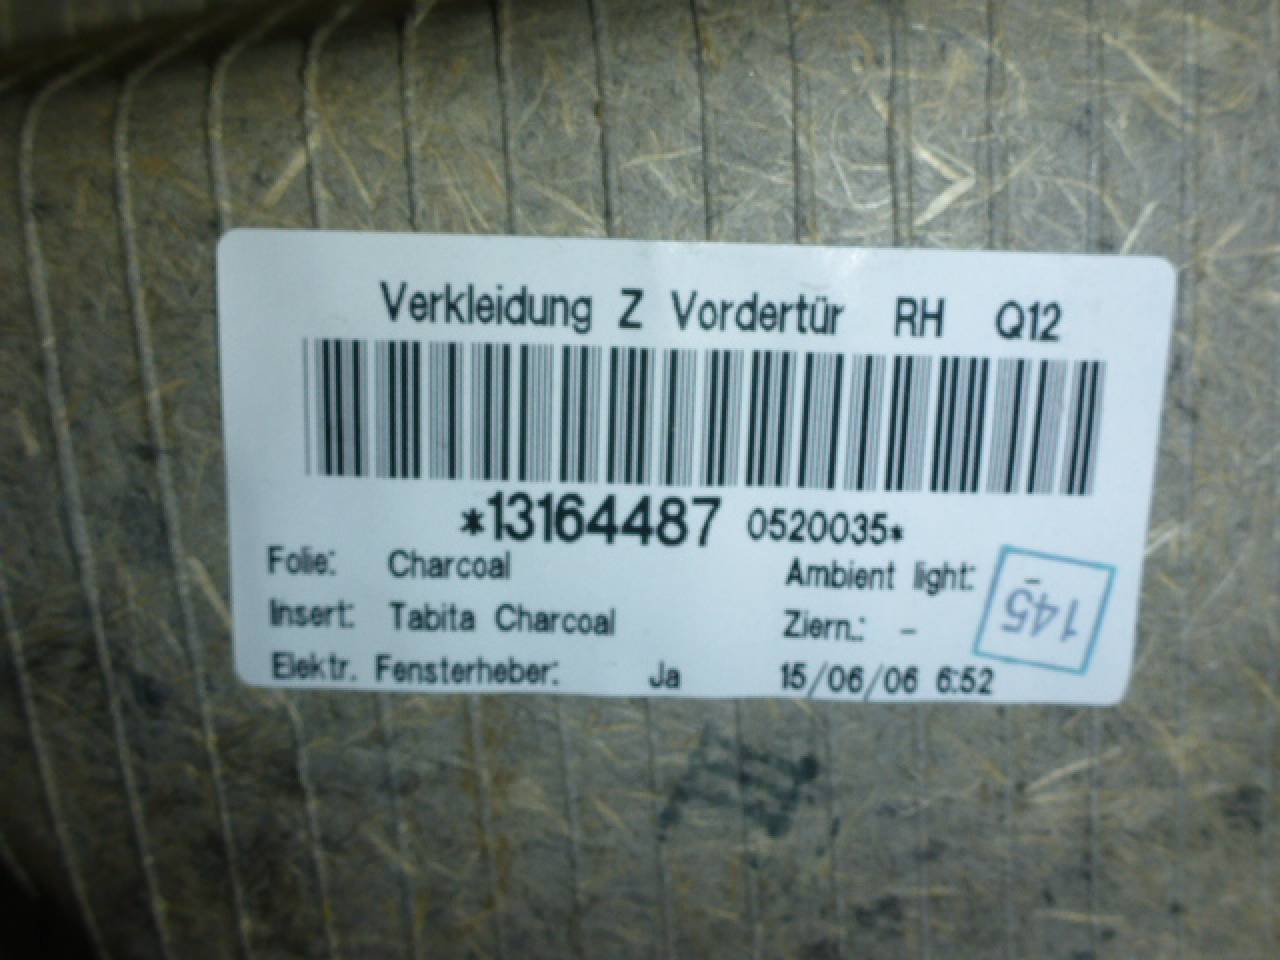 Verkleidung Z Vordertür RH Q12
*13164487 0520035*
Folie: Charcoal Ambient light: -
Insert: Tabita Charcoal Ziern.: -
Elektr. Fensterheber: Ja 15/06/06 6:52
145